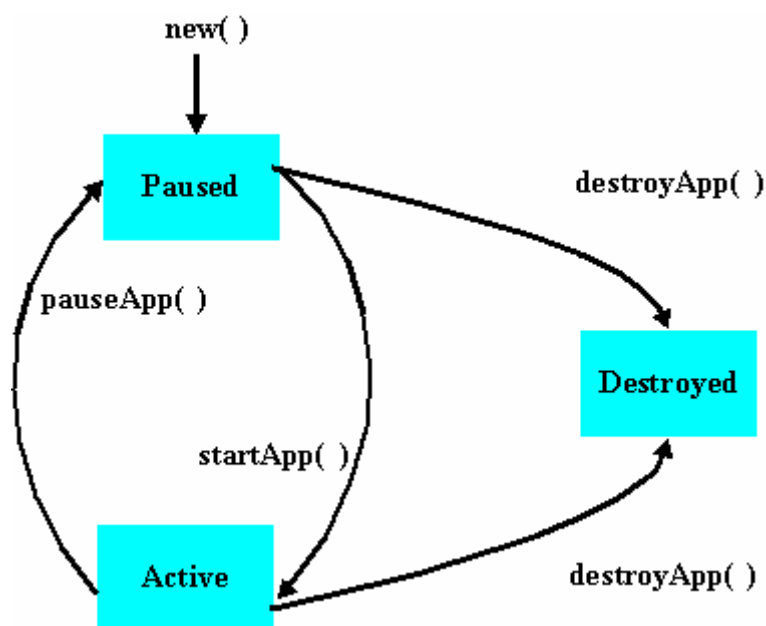 new( )
Paused
destroyApp( )
pauseApp( )
Destroyed
startApp( )
Active
destroyApp( )